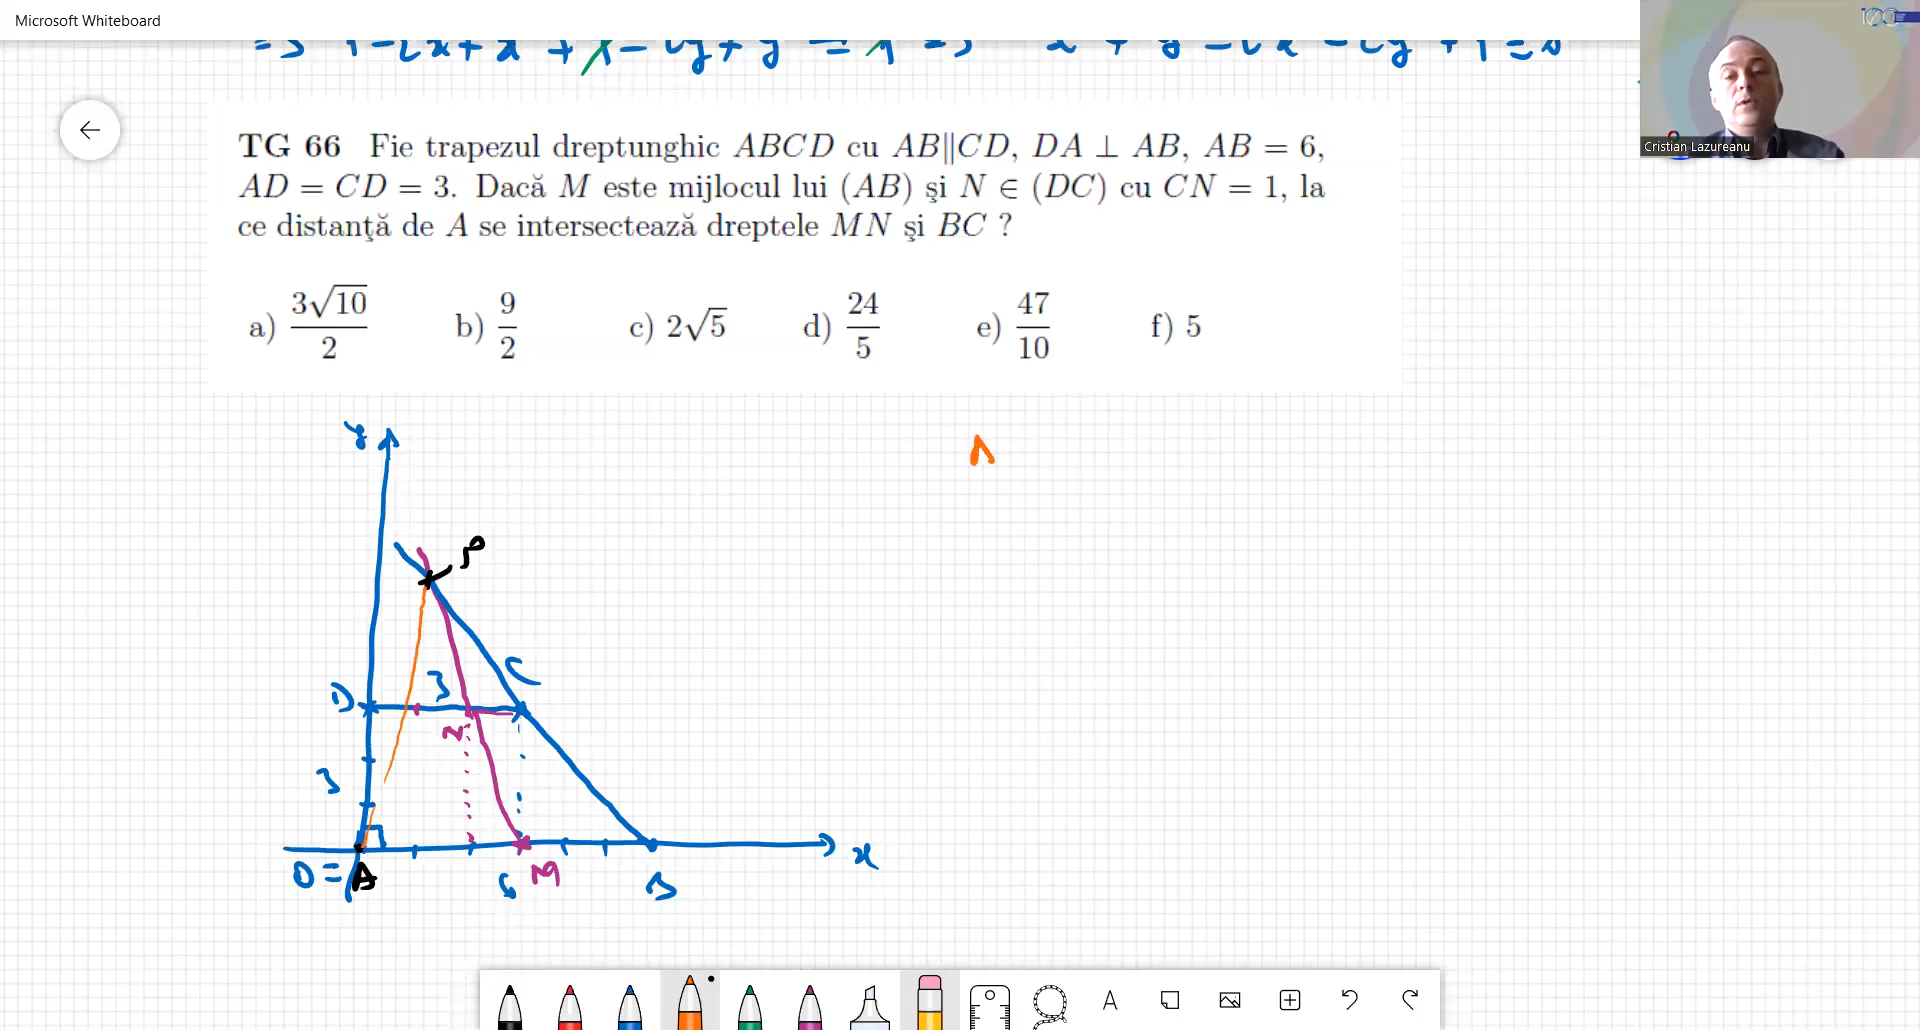 Microsoft Whiteboard
Cristian Lazureanu
TG 66 Fie trapezul dreptunghic ABCD cu AB∥CD, DA ⊥ AB, AB = 6,
AD = CD = 3. Dacă M este mijlocul lui (AB) şi N ∈ (DC) cu CN = 1, la
ce distanţă de A se intersectează dreptele MN şi BC ?
a) 3√10/2 b) 9/2 c) 2√5 d) 24/5 e) 47/10 f) 5
y
P
C
D 3
N
3
O = A 6 M B x
A